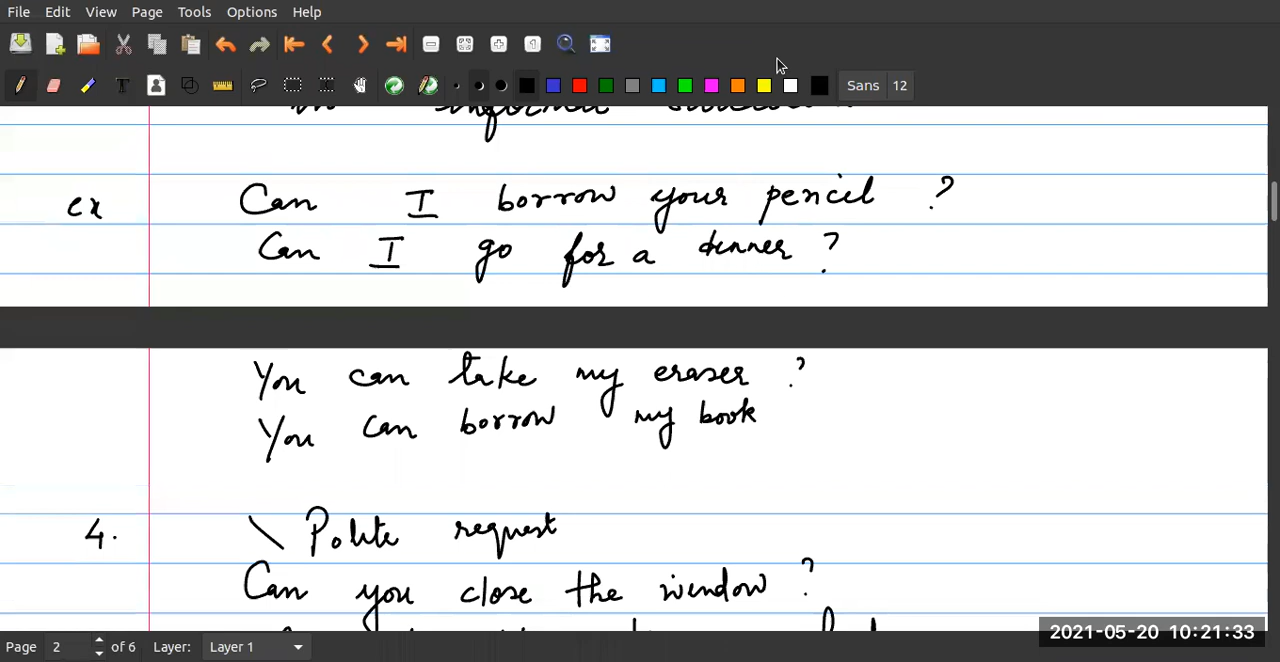 File Edit View Page Tools Options Help
Sans 12
in informal
ex Can I borrow your pencil ?
Can I go for a dinner ?
You can take my eraser ?
You can borrow my book
4. \ Polite request
Can you close the window ?
Page 2 of 6 Layer: Layer 1
2021-05-20 10:21:33